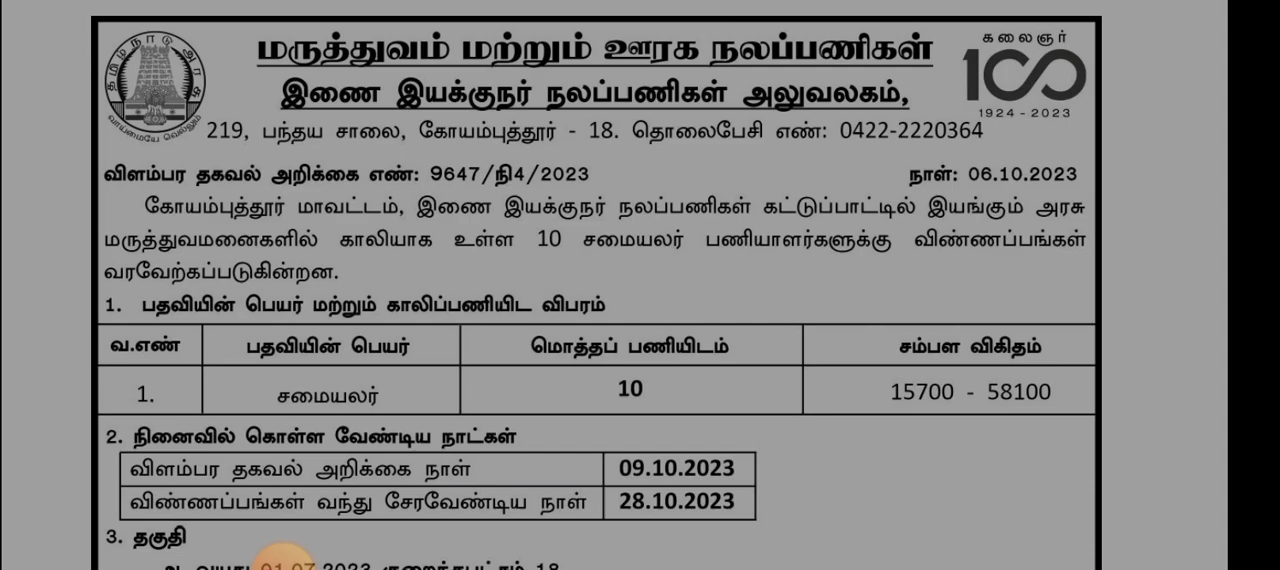 தமிழ்நாடு அரசு
வாய்மையே வெல்லும்
மருத்துவம் மற்றும் ஊரக நலப்பணிகள்
இணை இயக்குநர் நலப்பணிகள் அலுவலகம்,
219, பந்தய சாலை, கோயம்புத்தூர் - 18. தொலைபேசி எண்: 0422-2220364
கலைஞர்
100
1924 - 2023
விளம்பர தகவல் அறிக்கை எண்: 9647/நி4/2023 நாள்: 06.10.2023
கோயம்புத்தூர் மாவட்டம், இணை இயக்குநர் நலப்பணிகள் கட்டுப்பாட்டில் இயங்கும் அரசு
மருத்துவமனைகளில் காலியாக உள்ள 10 சமையலர் பணியாளர்களுக்கு விண்ணப்பங்கள்
வரவேற்கப்படுகின்றன.
1. பதவியின் பெயர் மற்றும் காலிப்பணியிட விபரம்
வ.எண் பதவியின் பெயர் மொத்தப் பணியிடம் சம்பள விகிதம்
1. சமையலர் 10 15700 - 58100
2. நினைவில் கொள்ள வேண்டிய நாட்கள்
விளம்பர தகவல் அறிக்கை நாள் 09.10.2023
விண்ணப்பங்கள் வந்து சேரவேண்டிய நாள் 28.10.2023
3. தகுதி
01.07.2023